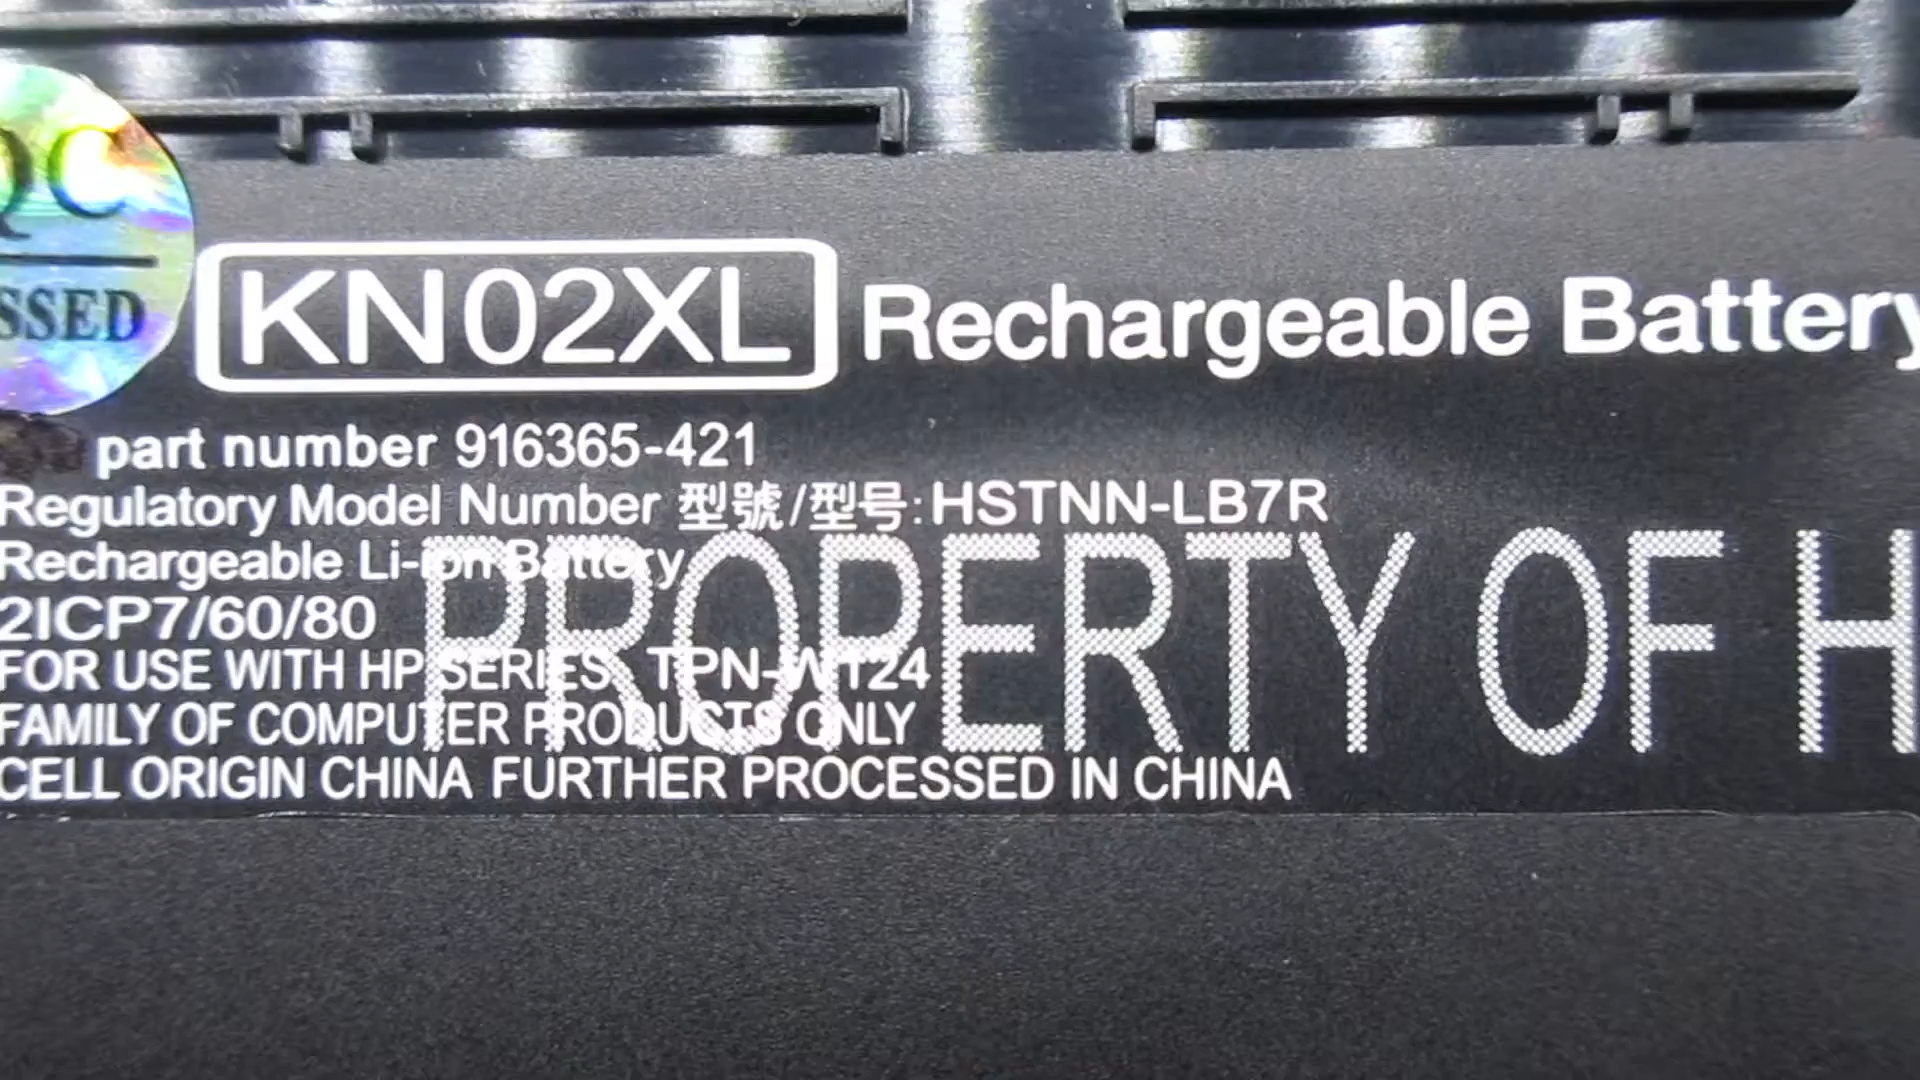 QC
SSED
KN02XL Rechargeable Battery
part number 916365-421
Regulatory Model Number 型號/型号:HSTNN-LB7R
Rechargeable Li-ion Battery
2ICP7/60/80
PROPERTY OF H
FOR USE WITH HP SERIES TPN-W124
FAMILY OF COMPUTER PRODUCTS ONLY
CELL ORIGIN CHINA FURTHER PROCESSED IN CHINA